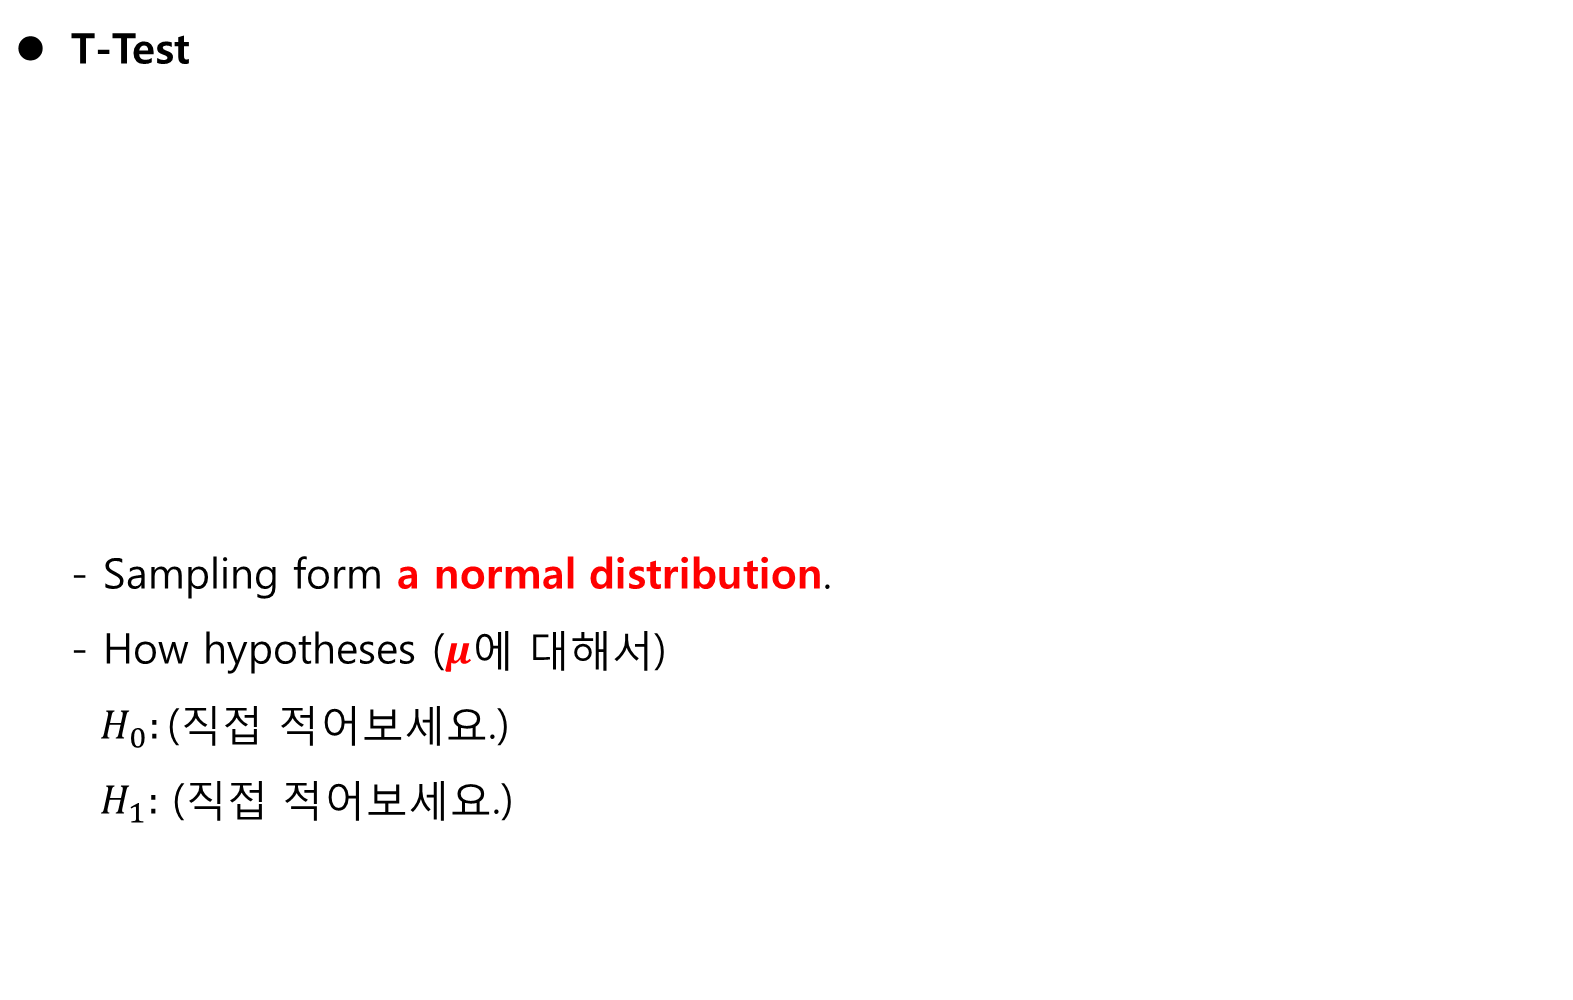 ● T-Test
- Sampling form a normal distribution.
- How hypotheses (μ에 대해서)
H₀: (직접 적어보세요.)
H₁: (직접 적어보세요.)